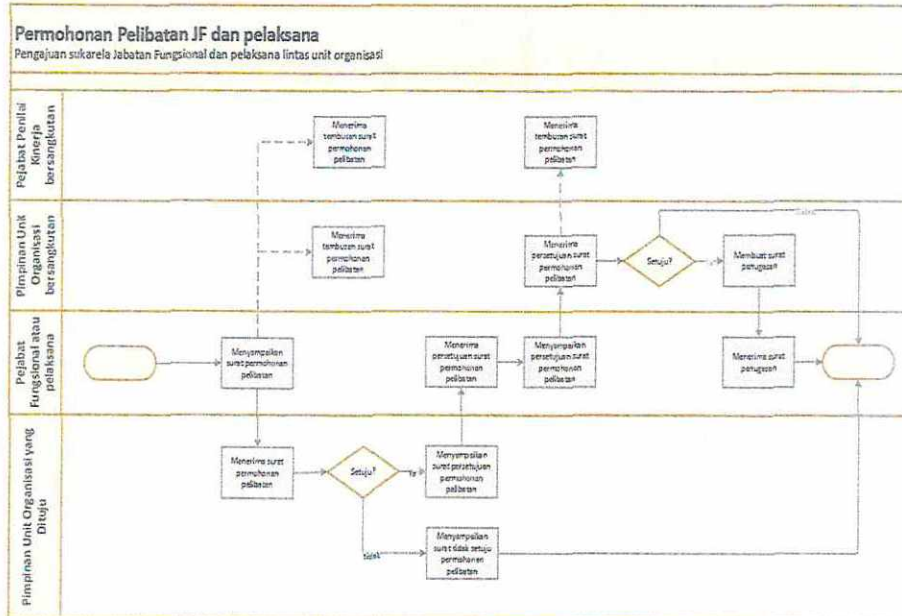 Permohonan Pelibatan JF dan pelaksana
Pengajuan sukarela Jabatan Fungsional dan pelaksana lintas unit organisasi
Pejabat Penilai
Kinerja
bersangkutan
Menerima
tembusan surat
permohonan
pelibatan
Menerima
tembusan surat
permohonan
pelibatan
Pimpinan Unit
Organisasi
bersangkutan
Menerima
tembusan surat
permohonan
pelibatan
Menerima
persetujuan surat
permohonan
pelibatan
Setuju?
Membuat surat
penugasan
Pejabat
Fungsional atau
pelaksana
Menyampaikan
surat permohonan
pelibatan
Menerima
persetujuan surat
permohonan
pelibatan
Menyampaikan
persetujuan surat
permohonan
pelibatan
Menerima surat
penugasan
Pimpinan Unit Organisasi yang
Dituju
Menerima surat
permohonan
pelibatan
Setuju?
Ya
Menyampaikan
surat persetujuan
permohonan
pelibatan
tidak
Menyampaikan
surat tidak setuju
permohonan
pelibatan